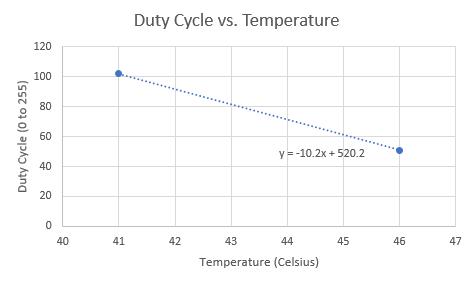 Duty Cycle vs. Temperature
120
100
80
60
40
20
0
40 41 42 43 44 45 46 47
Duty Cycle (0 to 255)
Temperature (Celsius)
y = -10.2x + 520.2